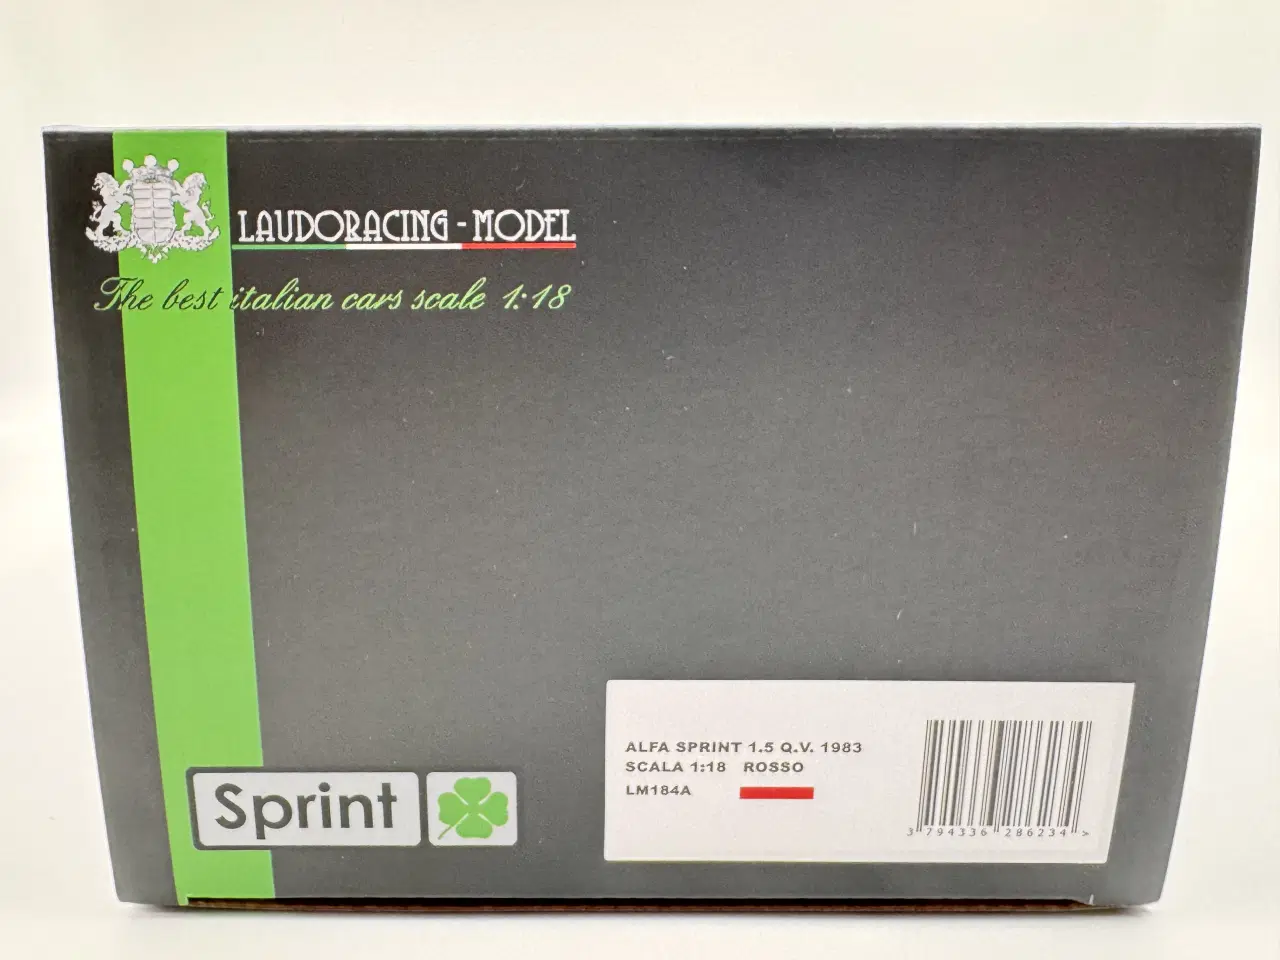 LAUDORACING - MODEL
The best italian cars scale 1:18
Sprint
ALFA SPRINT 1.5 Q.V. 1983
SCALA 1:18 ROSSO
LM184A
3 794336 286234 >